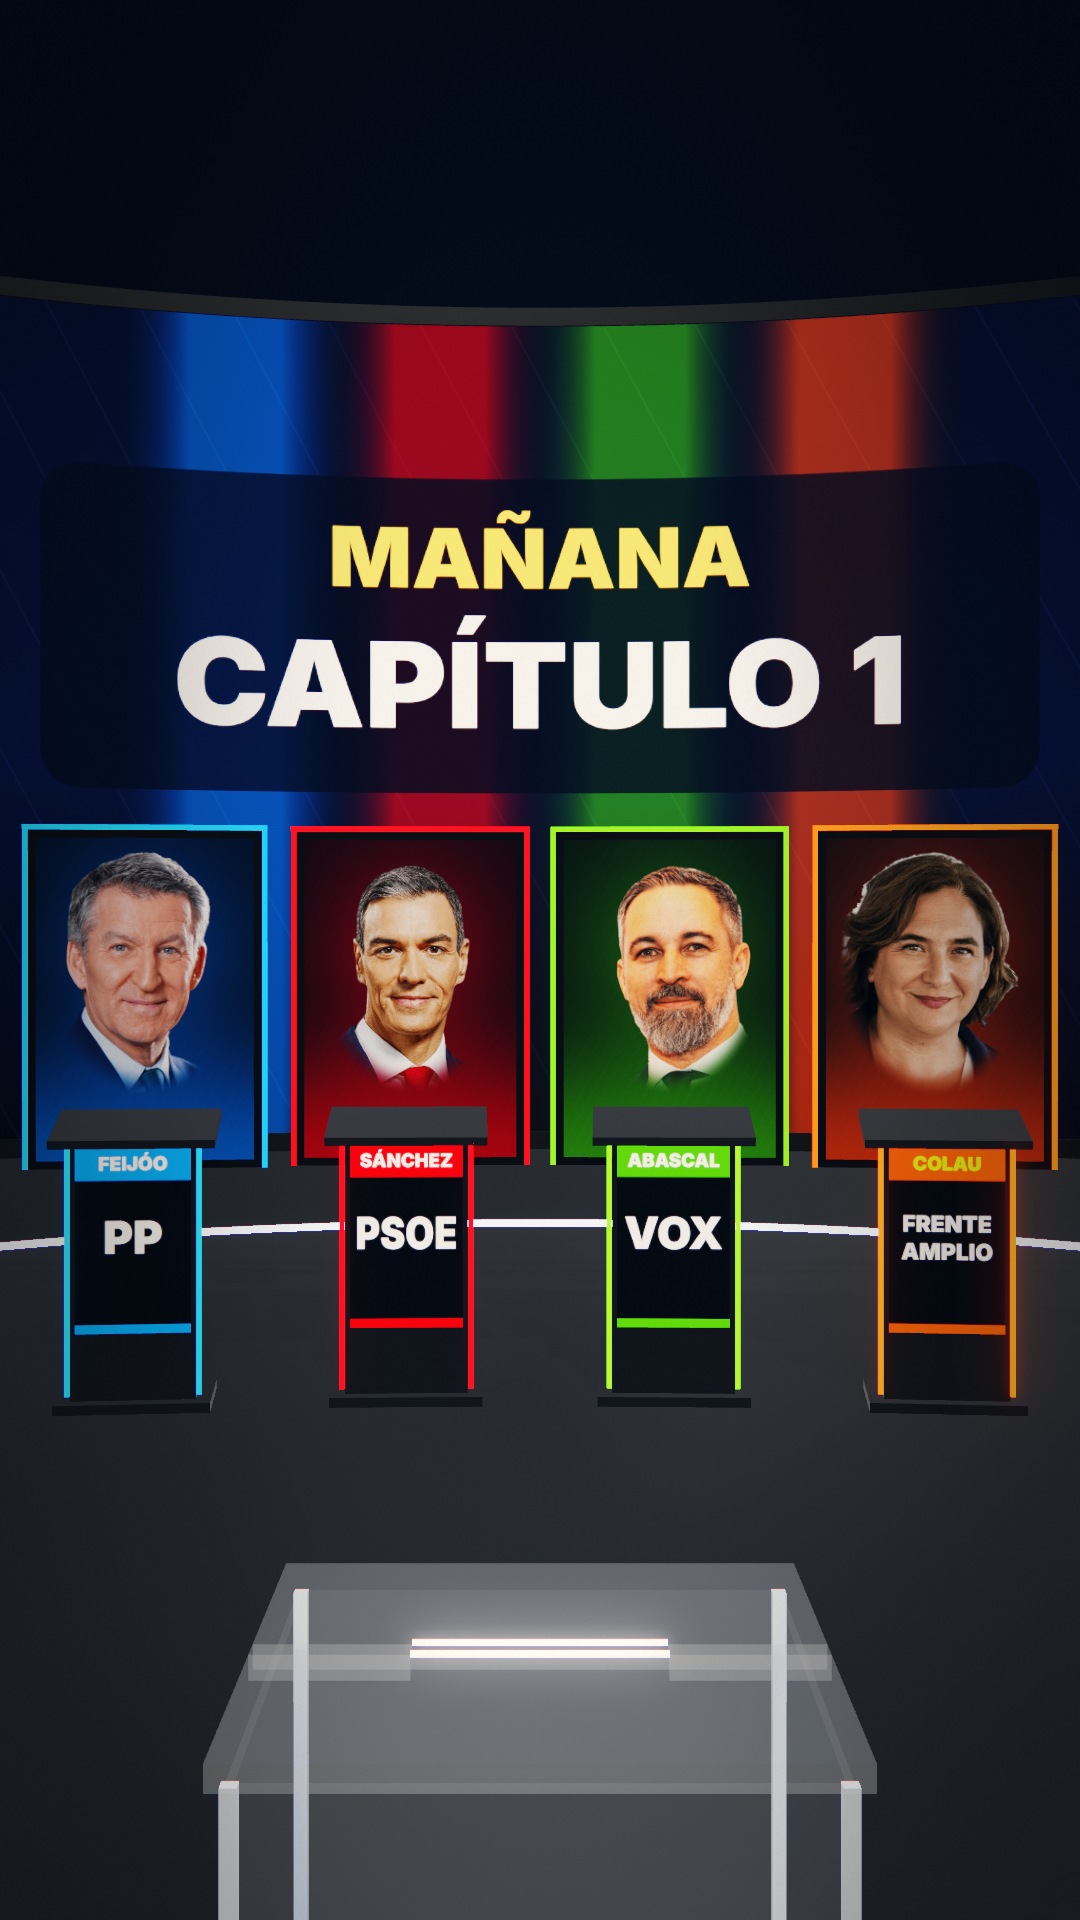 MAÑANA
CAPÍTULO 1
FEIJÓO
SÁNCHEZ
ABASCAL
COLAU
PP
PSOE
VOX
FRENTE
AMPLIO